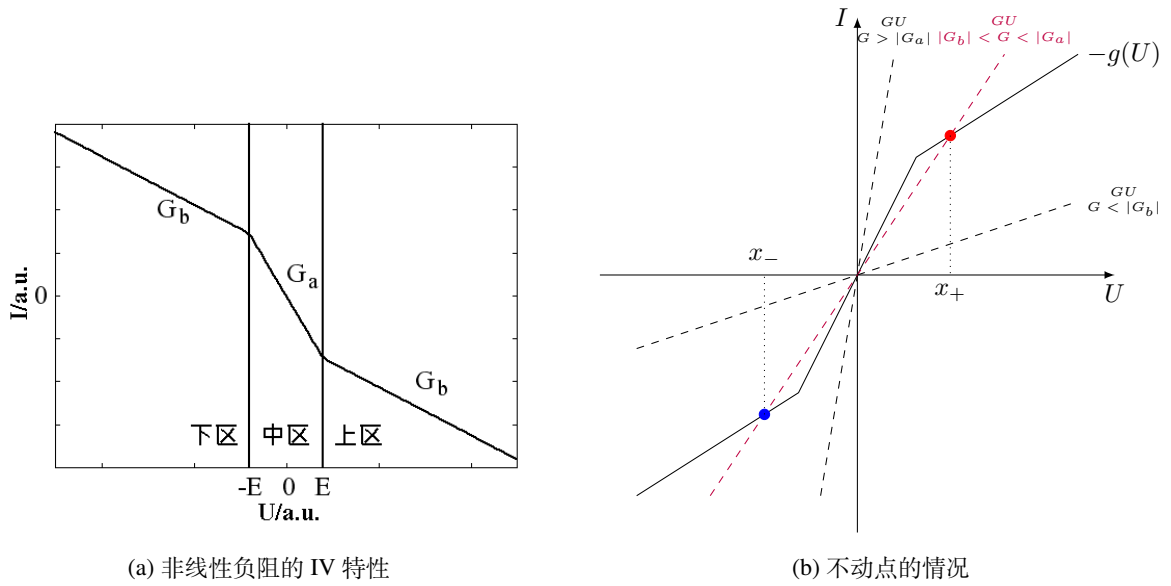 I/a.u.
0
G_b
G_a
G_b
下区
中区
上区
-E
0
E
U/a.u.
(a) 非线性负阻的 IV 特性
I
GU
G > |G_a|
GU
|G_b| < G < |G_a|
-g(U)
GU
G < |G_b|
x_-
x_+
U
(b) 不动点的情况